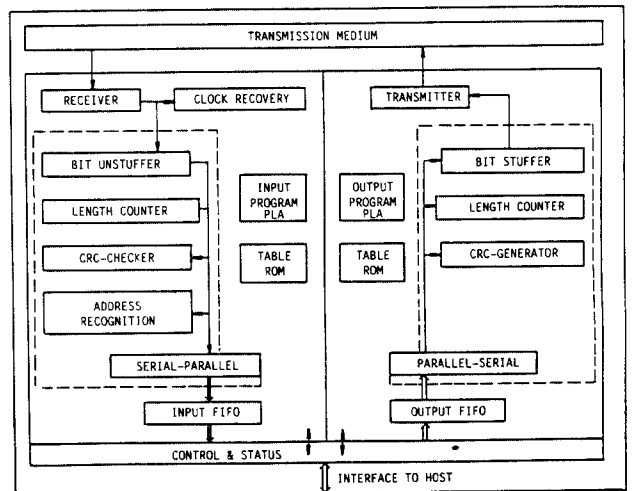 TRANSMISSION MEDIUM
RECEIVER
CLOCK RECOVERY
TRANSMITTER
BIT UNSTUFFER
BIT STUFFER
INPUT
PROGRAM
PLA
OUTPUT
PROGRAM
PLA
LENGTH COUNTER
LENGTH COUNTER
CRC-CHECKER
TABLE
ROM
TABLE
ROM
CRC-GENERATOR
ADDRESS
RECOGNITION
SERIAL-PARALLEL
PARALLEL-SERIAL
INPUT FIFO
OUTPUT FIFO
CONTROL & STATUS
INTERFACE TO HOST